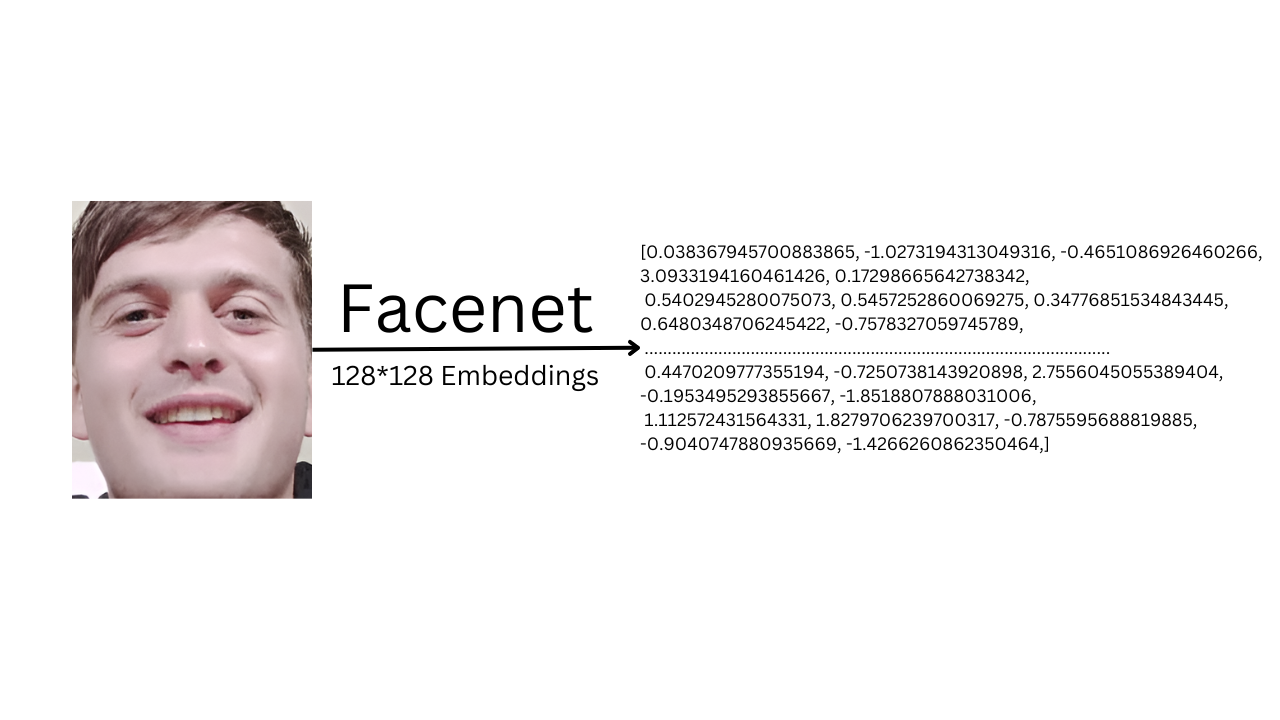 Facenet
128*128 Embeddings
[0.038367945700883865, -1.0273194313049316, -0.4651086926460266,
3.0933194160461426, 0.17298665642738342,
0.5402945280075073, 0.5457252860069275, 0.34776851534843445,
0.6480348706245422, -0.7578327059745789,
....................................................................................................
0.4470209777355194, -0.7250738143920898, 2.7556045055389404,
-0.1953495293855667, -1.8518807888031006,
1.112572431564331, 1.8279706239700317, -0.7875595688819885,
-0.9040747880935669, -1.4266260862350464,]